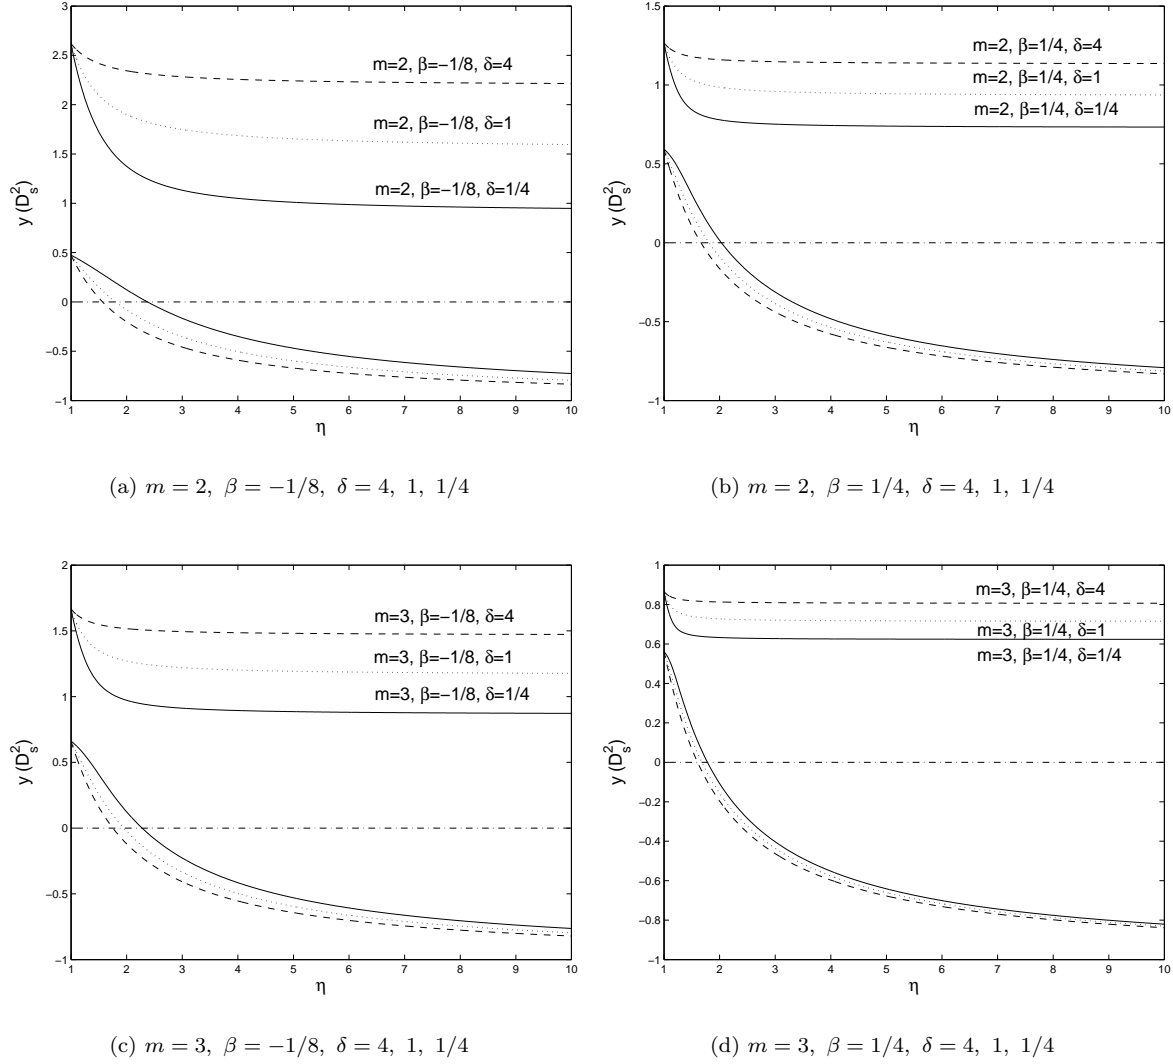 3
2.5
2
1.5
1
0.5
0
−0.5
−1
y (D_s^2)
1 2 3 4 5 6 7 8 9 10
η
m=2, β=−1/8, δ=4
m=2, β=−1/8, δ=1
m=2, β=−1/8, δ=1/4
(a) m = 2, β = −1/8, δ = 4, 1, 1/4
1.5
1
0.5
0
−0.5
−1
y (D_s^2)
1 2 3 4 5 6 7 8 9 10
η
m=2, β=1/4, δ=4
m=2, β=1/4, δ=1
m=2, β=1/4, δ=1/4
(b) m = 2, β = 1/4, δ = 4, 1, 1/4
2
1.5
1
0.5
0
−0.5
−1
y (D_s^2)
1 2 3 4 5 6 7 8 9 10
η
m=3, β=−1/8, δ=4
m=3, β=−1/8, δ=1
m=3, β=−1/8, δ=1/4
(c) m = 3, β = −1/8, δ = 4, 1, 1/4
1
0.8
0.6
0.4
0.2
0
−0.2
−0.4
−0.6
−0.8
−1
y (D_s^2)
1 2 3 4 5 6 7 8 9 10
η
m=3, β=1/4, δ=4
m=3, β=1/4, δ=1
m=3, β=1/4, δ=1/4
(d) m = 3, β = 1/4, δ = 4, 1, 1/4